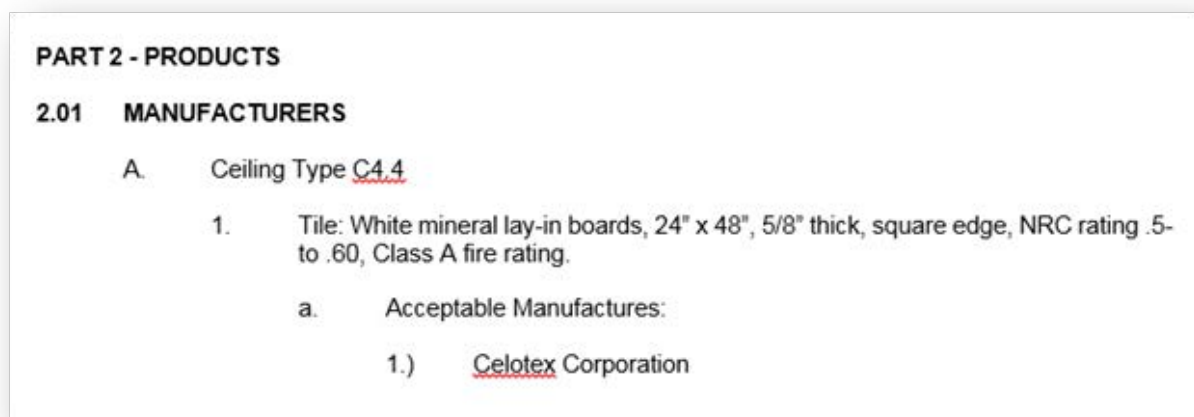 PART 2 - PRODUCTS
2.01 MANUFACTURERS
A. Ceiling Type C4.4
1. Tile: White mineral lay-in boards, 24” x 48”, 5/8” thick, square edge, NRC rating .5-
to .60, Class A fire rating.
a. Acceptable Manufactures:
1.) Celotex Corporation